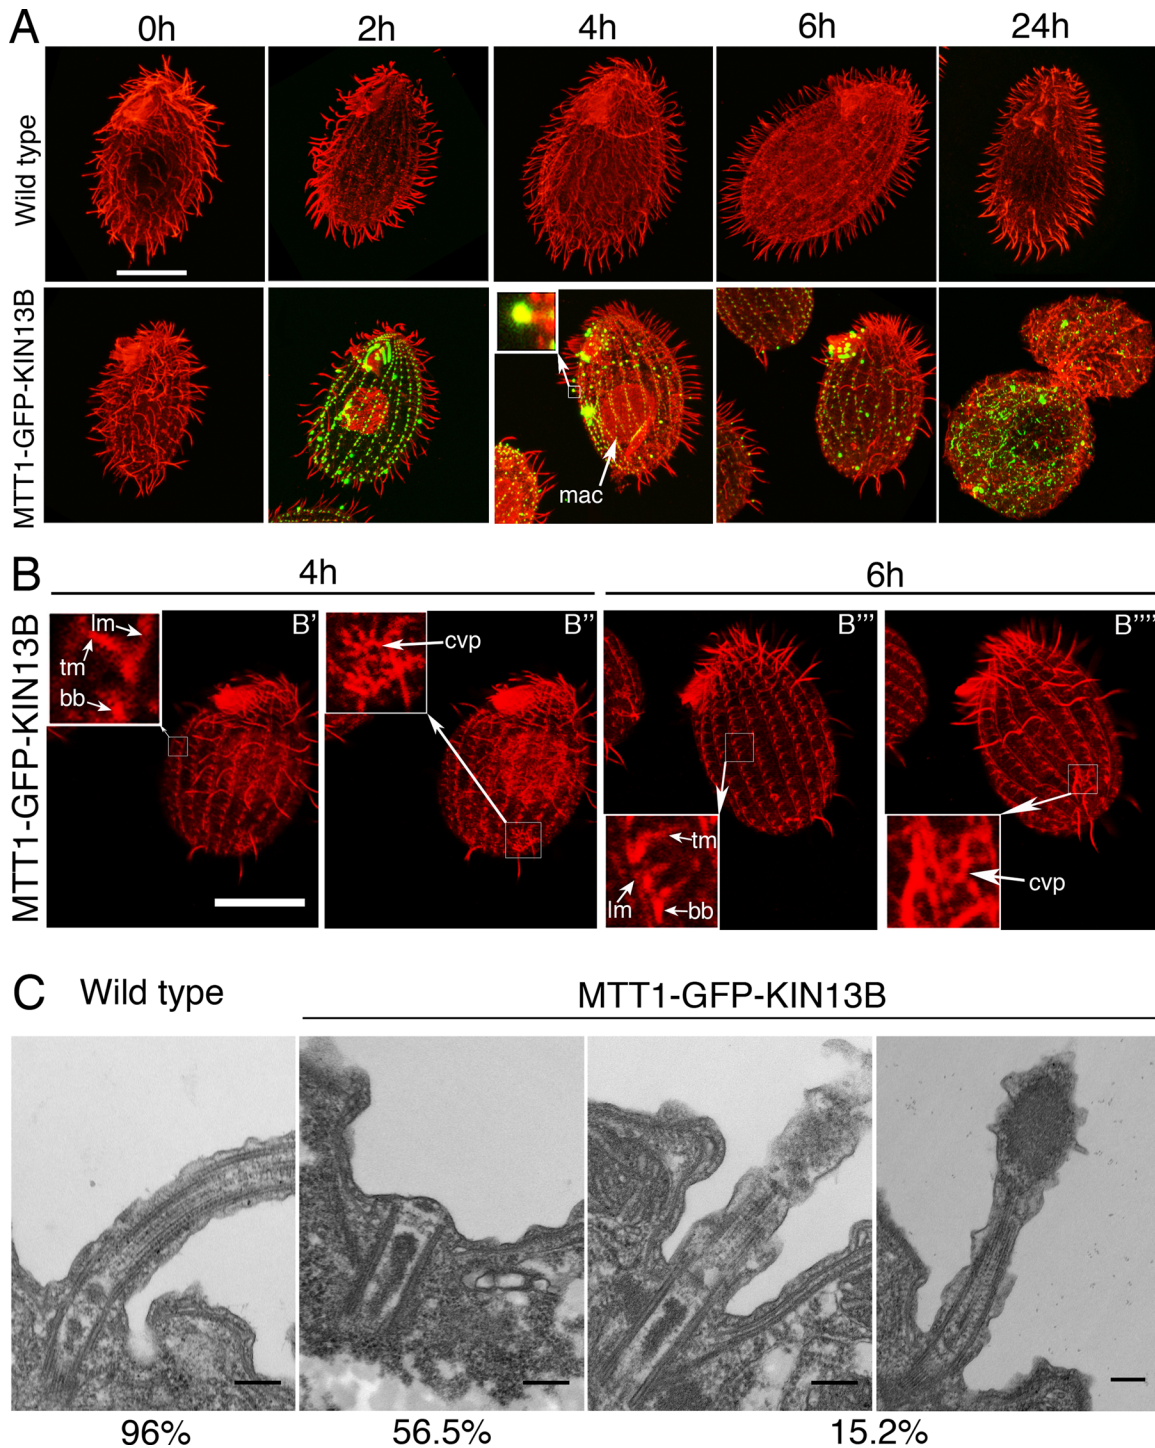 A
0h 2h 4h 6h 24h
Wild type
MTT1-GFP-KIN13B
mac
B
4h 6h
MTT1-GFP-KIN13B
B' B'' B''' B''''
lm
tm
bb
cvp
tm
lm
bb
cvp
C Wild type MTT1-GFP-KIN13B
96% 56.5% 15.2%